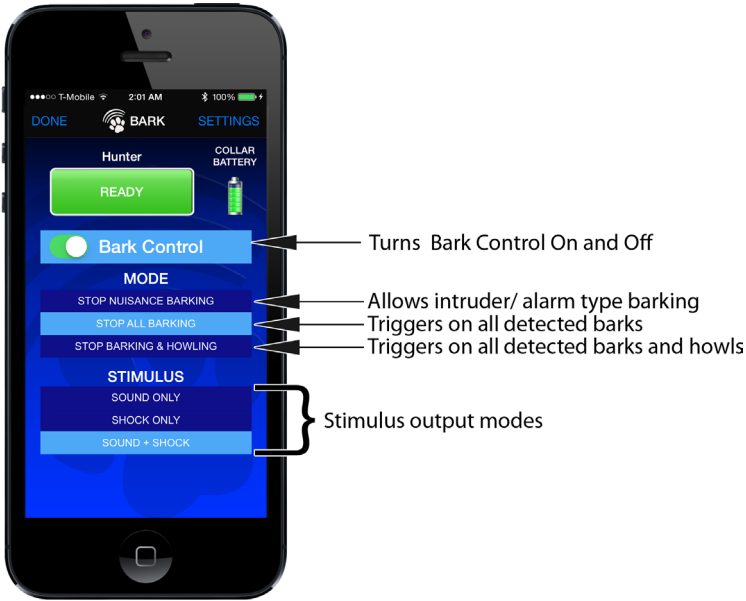 T-Mobile 2:01 AM 100%
DONE BARK SETTINGS
Hunter
COLLAR
BATTERY
READY
Bark Control
Turns Bark Control On and Off
MODE
STOP NUISANCE BARKING
Allows intruder/ alarm type barking
STOP ALL BARKING
Triggers on all detected barks
STOP BARKING & HOWLING
Triggers on all detected barks and howls
STIMULUS
SOUND ONLY
SHOCK ONLY
Stimulus output modes
SOUND + SHOCK